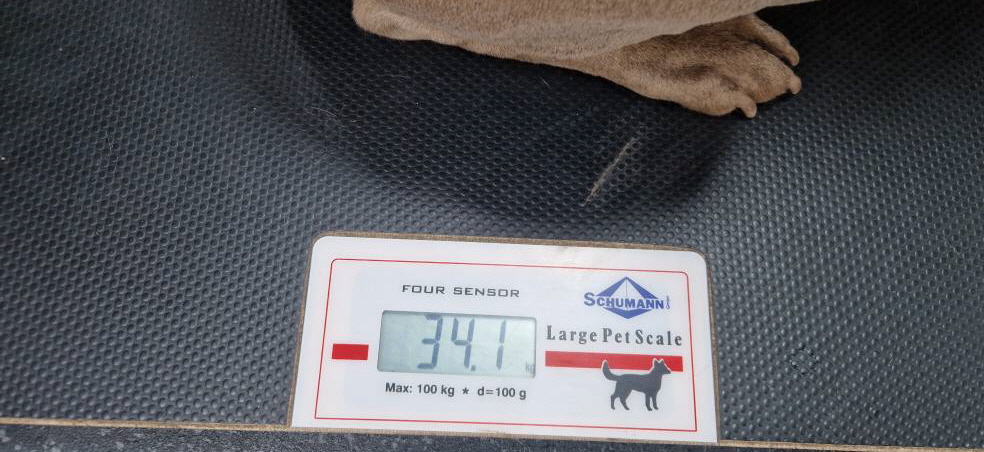 FOUR SENSOR
SCHUMANN
Large Pet Scale
34.1 kg
Max: 100 kg * d=100 g